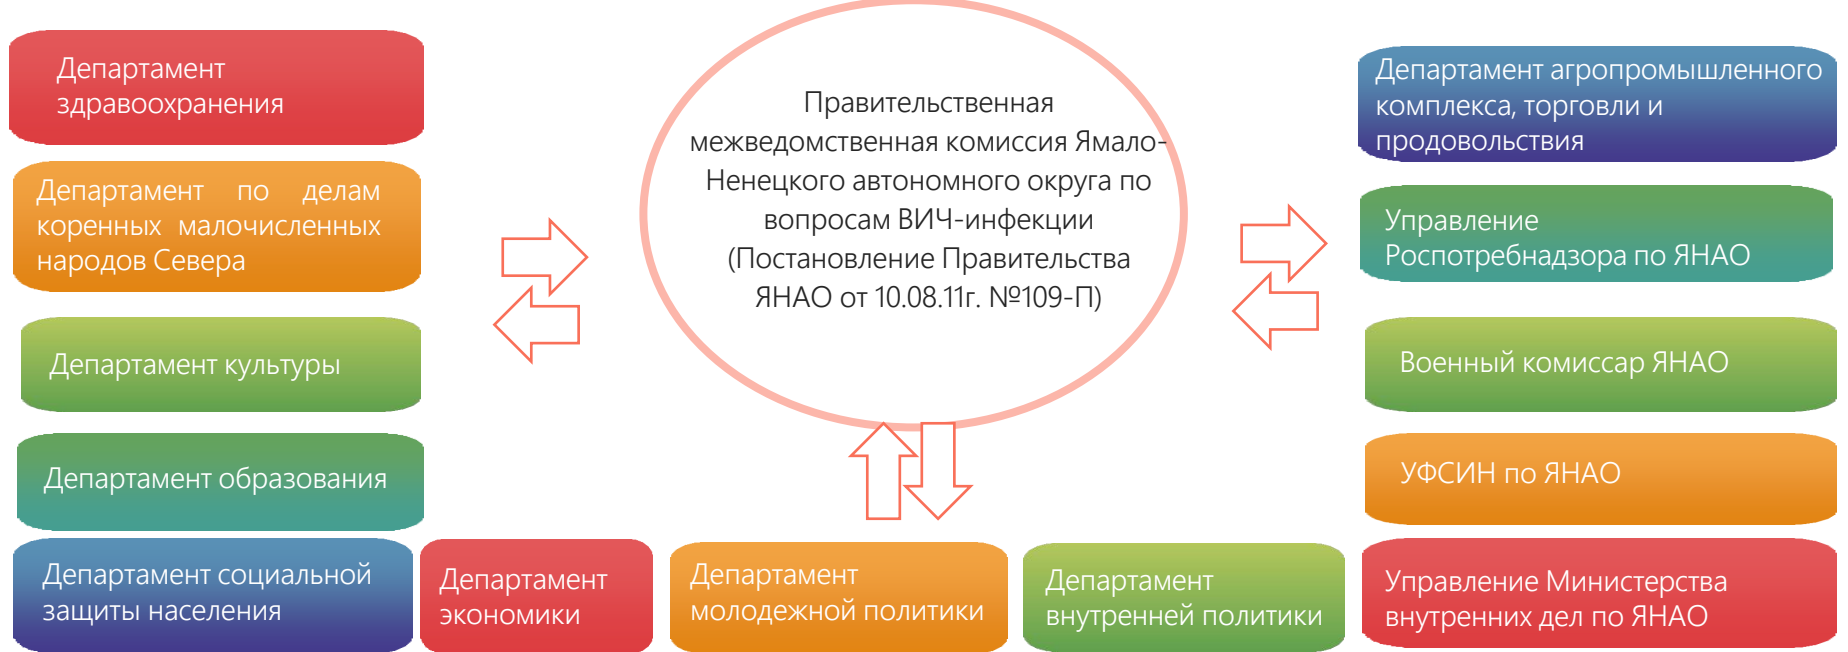 Департамент
здравоохранения
Департамент по делам
коренных малочисленных
народов Севера
Департамент культуры
Департамент образования
Департамент социальной
защиты населения
Департамент
экономики
Департамент
молодежной политики
Департамент
внутренней политики
Правительственная
межведомственная комиссия Ямало-
Ненецкого автономного округа по
вопросам ВИЧ-инфекции
(Постановление Правительства
ЯНАО от 10.08.11г. №109-П)
Департамент агропромышленного
комплекса, торговли и
продовольствия
Управление
Роспотребнадзора по ЯНАО
Военный комиссар ЯНАО
УФСИН по ЯНАО
Управление Министерства
внутренних дел по ЯНАО